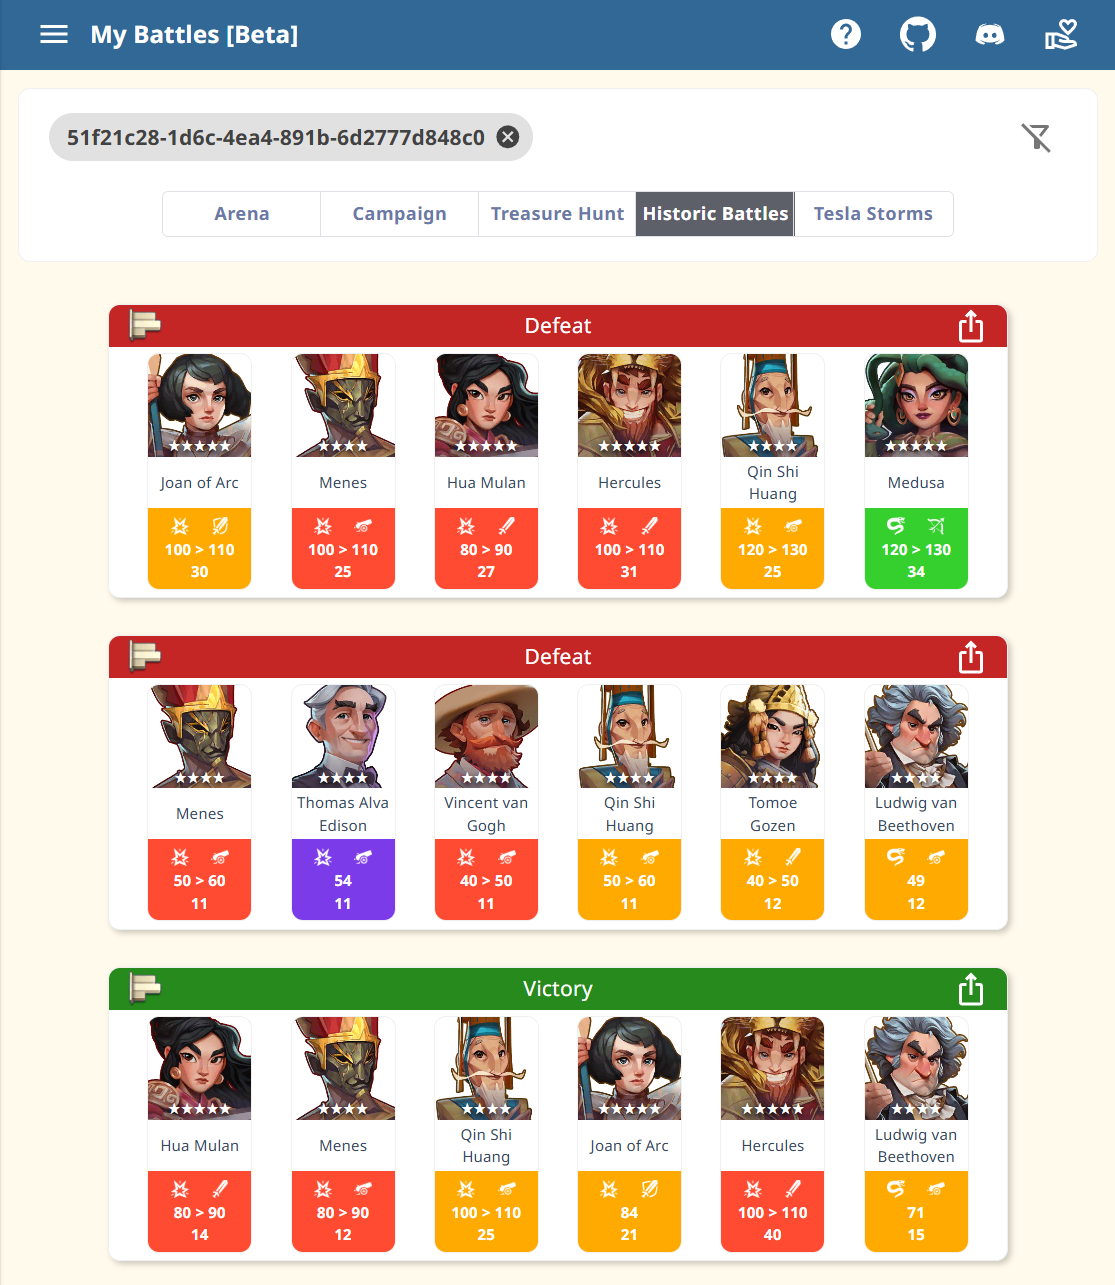 My Battles [Beta]
51f21c28-1d6c-4ea4-891b-6d2777d848c0
Arena
Campaign
Treasure Hunt
Historic Battles
Tesla Storms
Defeat
Joan of Arc
100 > 110
30
Menes
100 > 110
25
Hua Mulan
80 > 90
27
Hercules
100 > 110
31
Qin Shi
Huang
120 > 130
25
Medusa
120 > 130
34
Defeat
Menes
50 > 60
11
Thomas Alva
Edison
54
11
Vincent van
Gogh
40 > 50
11
Qin Shi
Huang
50 > 60
11
Tomoe
Gozen
40 > 50
12
Ludwig van
Beethoven
49
12
Victory
Hua Mulan
80 > 90
14
Menes
80 > 90
12
Qin Shi
Huang
100 > 110
25
Joan of Arc
84
21
Hercules
100 > 110
40
Ludwig van
Beethoven
71
15